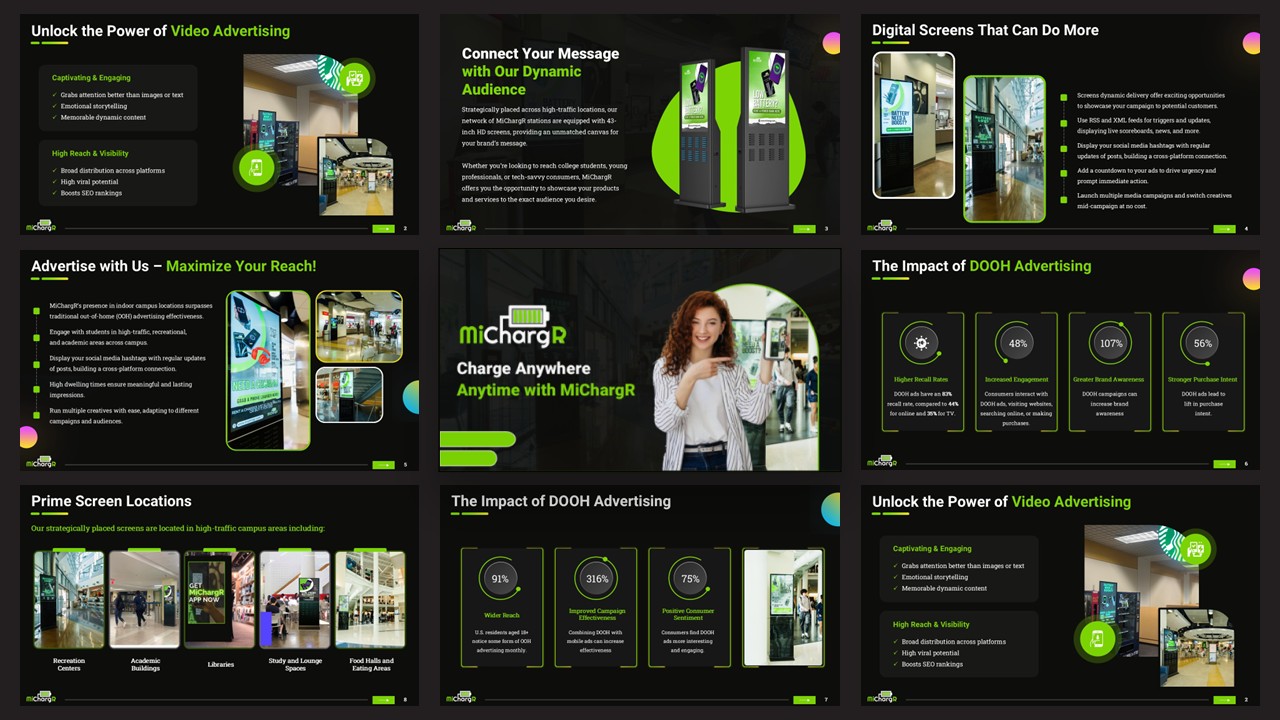 Unlock the Power of Video Advertising
Captivating & Engaging
✓ Grabs attention better than images or text
✓ Emotional storytelling
✓ Memorable dynamic content
High Reach & Visibility
✓ Broad distribution across platforms
✓ High viral potential
✓ Boosts SEO rankings
MiChargR
2
Connect Your Message
with Our Dynamic
Audience
Strategically placed across high-traffic locations, our
network of MiChargR stations are equipped with 43-
inch HD screens, providing an unmatched canvas for
your brand's message.
Whether you're looking to reach college students, young
professionals, or tech-savvy consumers, MiChargR
offers you the opportunity to showcase your products
and services to the exact audience you desire.
LOW
BATTERY?
MiChargR
3
Digital Screens That Can Do More
Screens dynamic delivery offer exciting opportunities
to showcase your campaign to potential customers.
Use RSS and XML feeds for triggers and updates,
displaying live scoreboards, news, and more.
Display your social media hashtags with regular
updates of posts, building a cross-platform connection.
Add a countdown to your ads to drive urgency and
prompt immediate action.
Launch multiple media campaigns and switch creatives
mid-campaign at no cost.
MiChargR
4
Advertise with Us – Maximize Your Reach!
MiChargR's presence in indoor campus locations surpasses
traditional out-of-home (OOH) advertising effectiveness.
Engage with students in high-traffic, recreational,
and academic areas across campus.
Display your social media hashtags with regular updates
of posts, building a cross-platform connection.
High dwelling times ensure meaningful and lasting
impressions.
Run multiple creatives with ease, adapting to different
campaigns and audiences.
MiChargR
5
MiChargR
Charge Anywhere
Anytime with MiChargR
The Impact of DOOH Advertising
48%
107%
56%
Higher Recall Rates
Increased Engagement
Greater Brand Awareness
Stronger Purchase Intent
DOOH ads have an 83%
recall rate, compared to 44%
for online and 35% for TV.
Consumers interact with
DOOH ads, visiting websites,
searching online, or making
purchases.
DOOH campaigns can
increase brand
awareness
DOOH ads lead to
lift in purchase
intent.
MiChargR
6
Prime Screen Locations
Our strategically placed screens are located in high-traffic campus areas including:
GET
MiChargR
APP NOW
Recreation
Centers
Academic
Buildings
Libraries
Study and Lounge
Spaces
Food Halls and
Eating Areas
MiChargR
8
The Impact of DOOH Advertising
91%
316%
75%
Wider Reach
Improved Campaign
Effectiveness
Positive Consumer
Sentiment
U.S. residents aged 18+
notice some form of OOH
advertising monthly.
Combining DOOH with
mobile ads can increase
effectiveness
Consumers find DOOH
ads more interesting
and engaging.
MiChargR
7
Unlock the Power of Video Advertising
Captivating & Engaging
✓ Grabs attention better than images or text
✓ Emotional storytelling
✓ Memorable dynamic content
High Reach & Visibility
✓ Broad distribution across platforms
✓ High viral potential
✓ Boosts SEO rankings
MiChargR
2